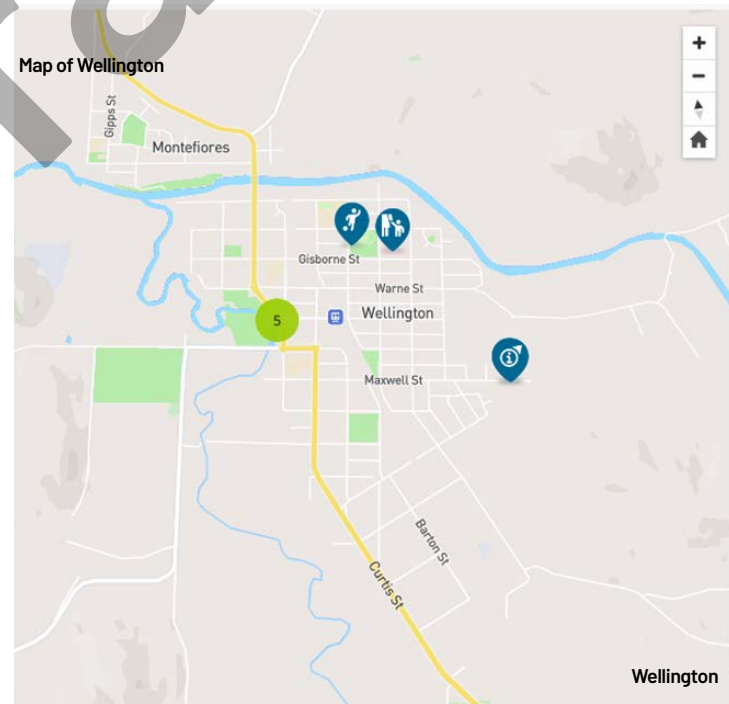 Map of Wellington
Gipps St
Montefiores
Gisborne St
Warne St
Wellington
5
Maxwell St
Barton St
Curtis St
Wellington